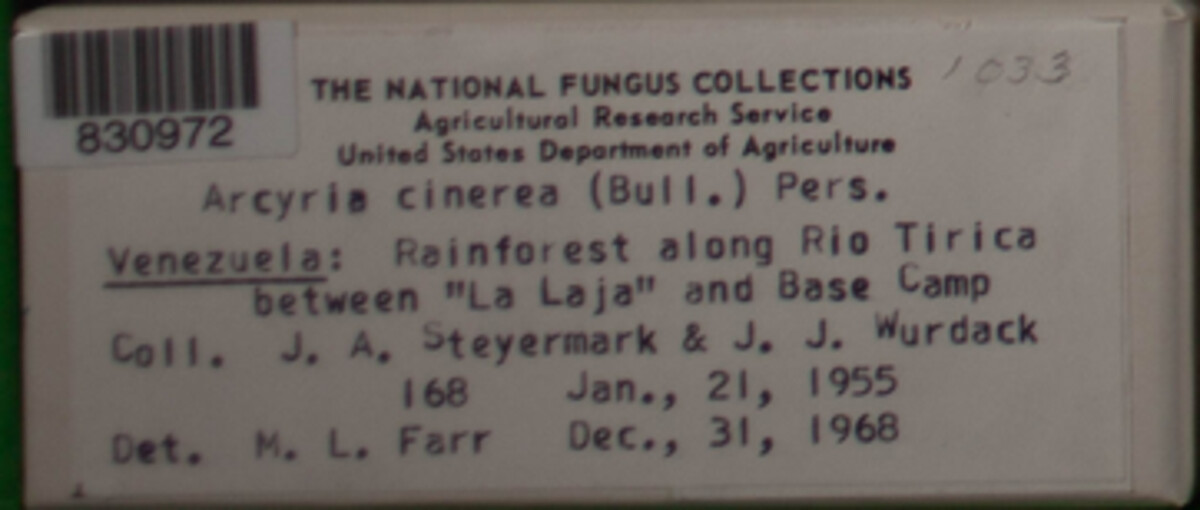 830972
1033
THE NATIONAL FUNGUS COLLECTIONS
Agricultural Research Service
United States Department of Agriculture
Arcyria cinerea (Bull.) Pers.
Venezuela: Rainforest along Rio Tirica
between "La Laja" and Base Camp
Coll. J. A. Steyermark & J. J. Wurdack
168 Jan., 21, 1955
Det. M. L. Farr Dec., 31, 1968